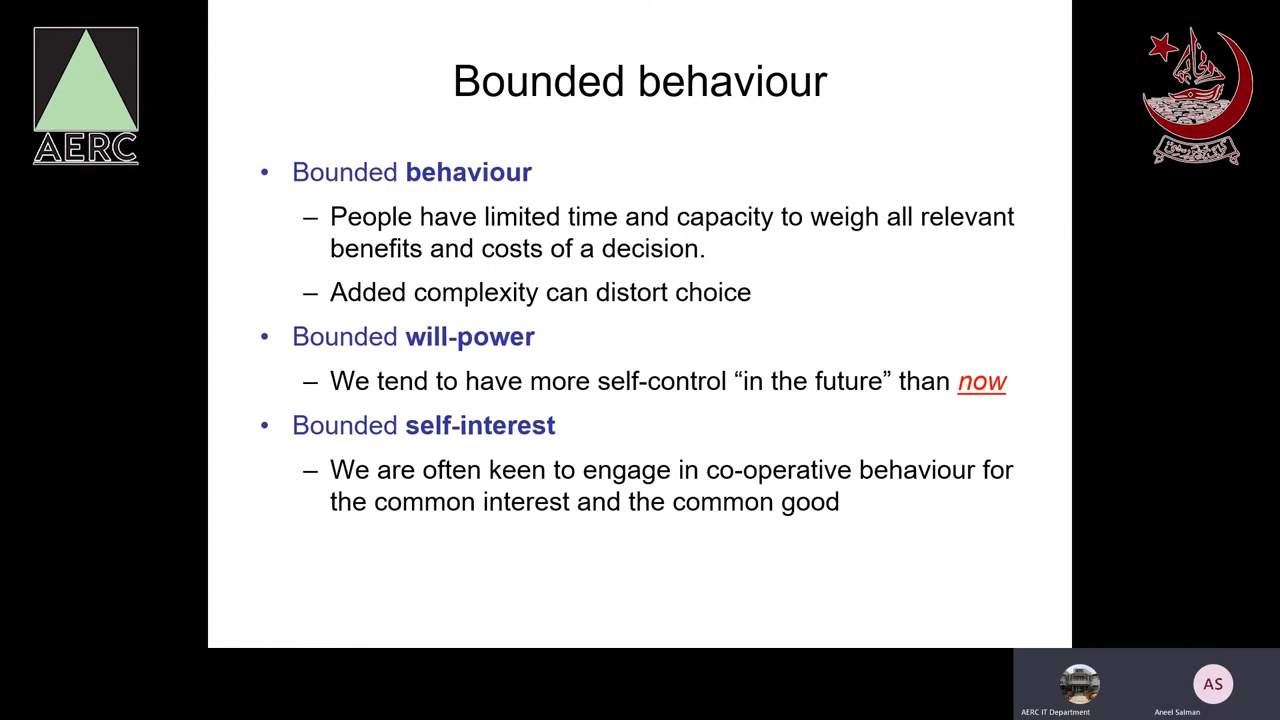 AERC
Bounded behaviour
• Bounded behaviour
– People have limited time and capacity to weigh all relevant
benefits and costs of a decision.
– Added complexity can distort choice
• Bounded will-power
– We tend to have more self-control “in the future” than now
• Bounded self-interest
– We are often keen to engage in co-operative behaviour for
the common interest and the common good
AERC IT Department
AS
Aneel Salman